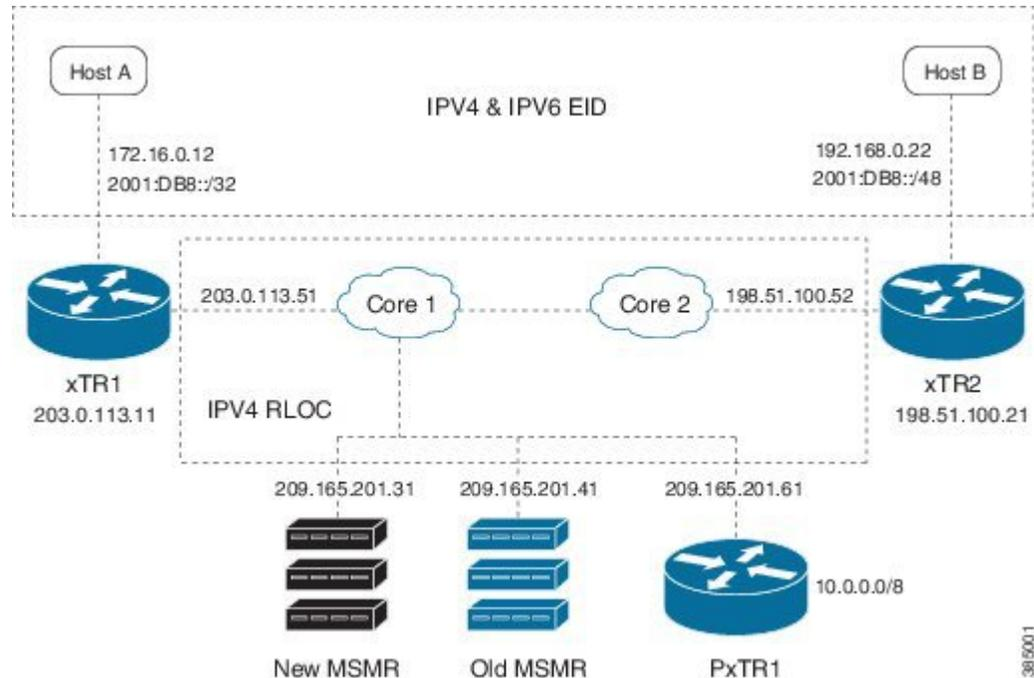 Host A
Host B
IPV4 & IPV6 EID
172.16.0.12
2001:DB8::/32
192.168.0.22
2001:DB8::/48
203.0.113.51
Core 1
Core 2
198.51.100.52
xTR1
203.0.113.11
IPV4 RLOC
xTR2
198.51.100.21
209.165.201.31
209.165.201.41
209.165.201.61
10.0.0.0/8
New MSMR
Old MSMR
PxTR1
385001